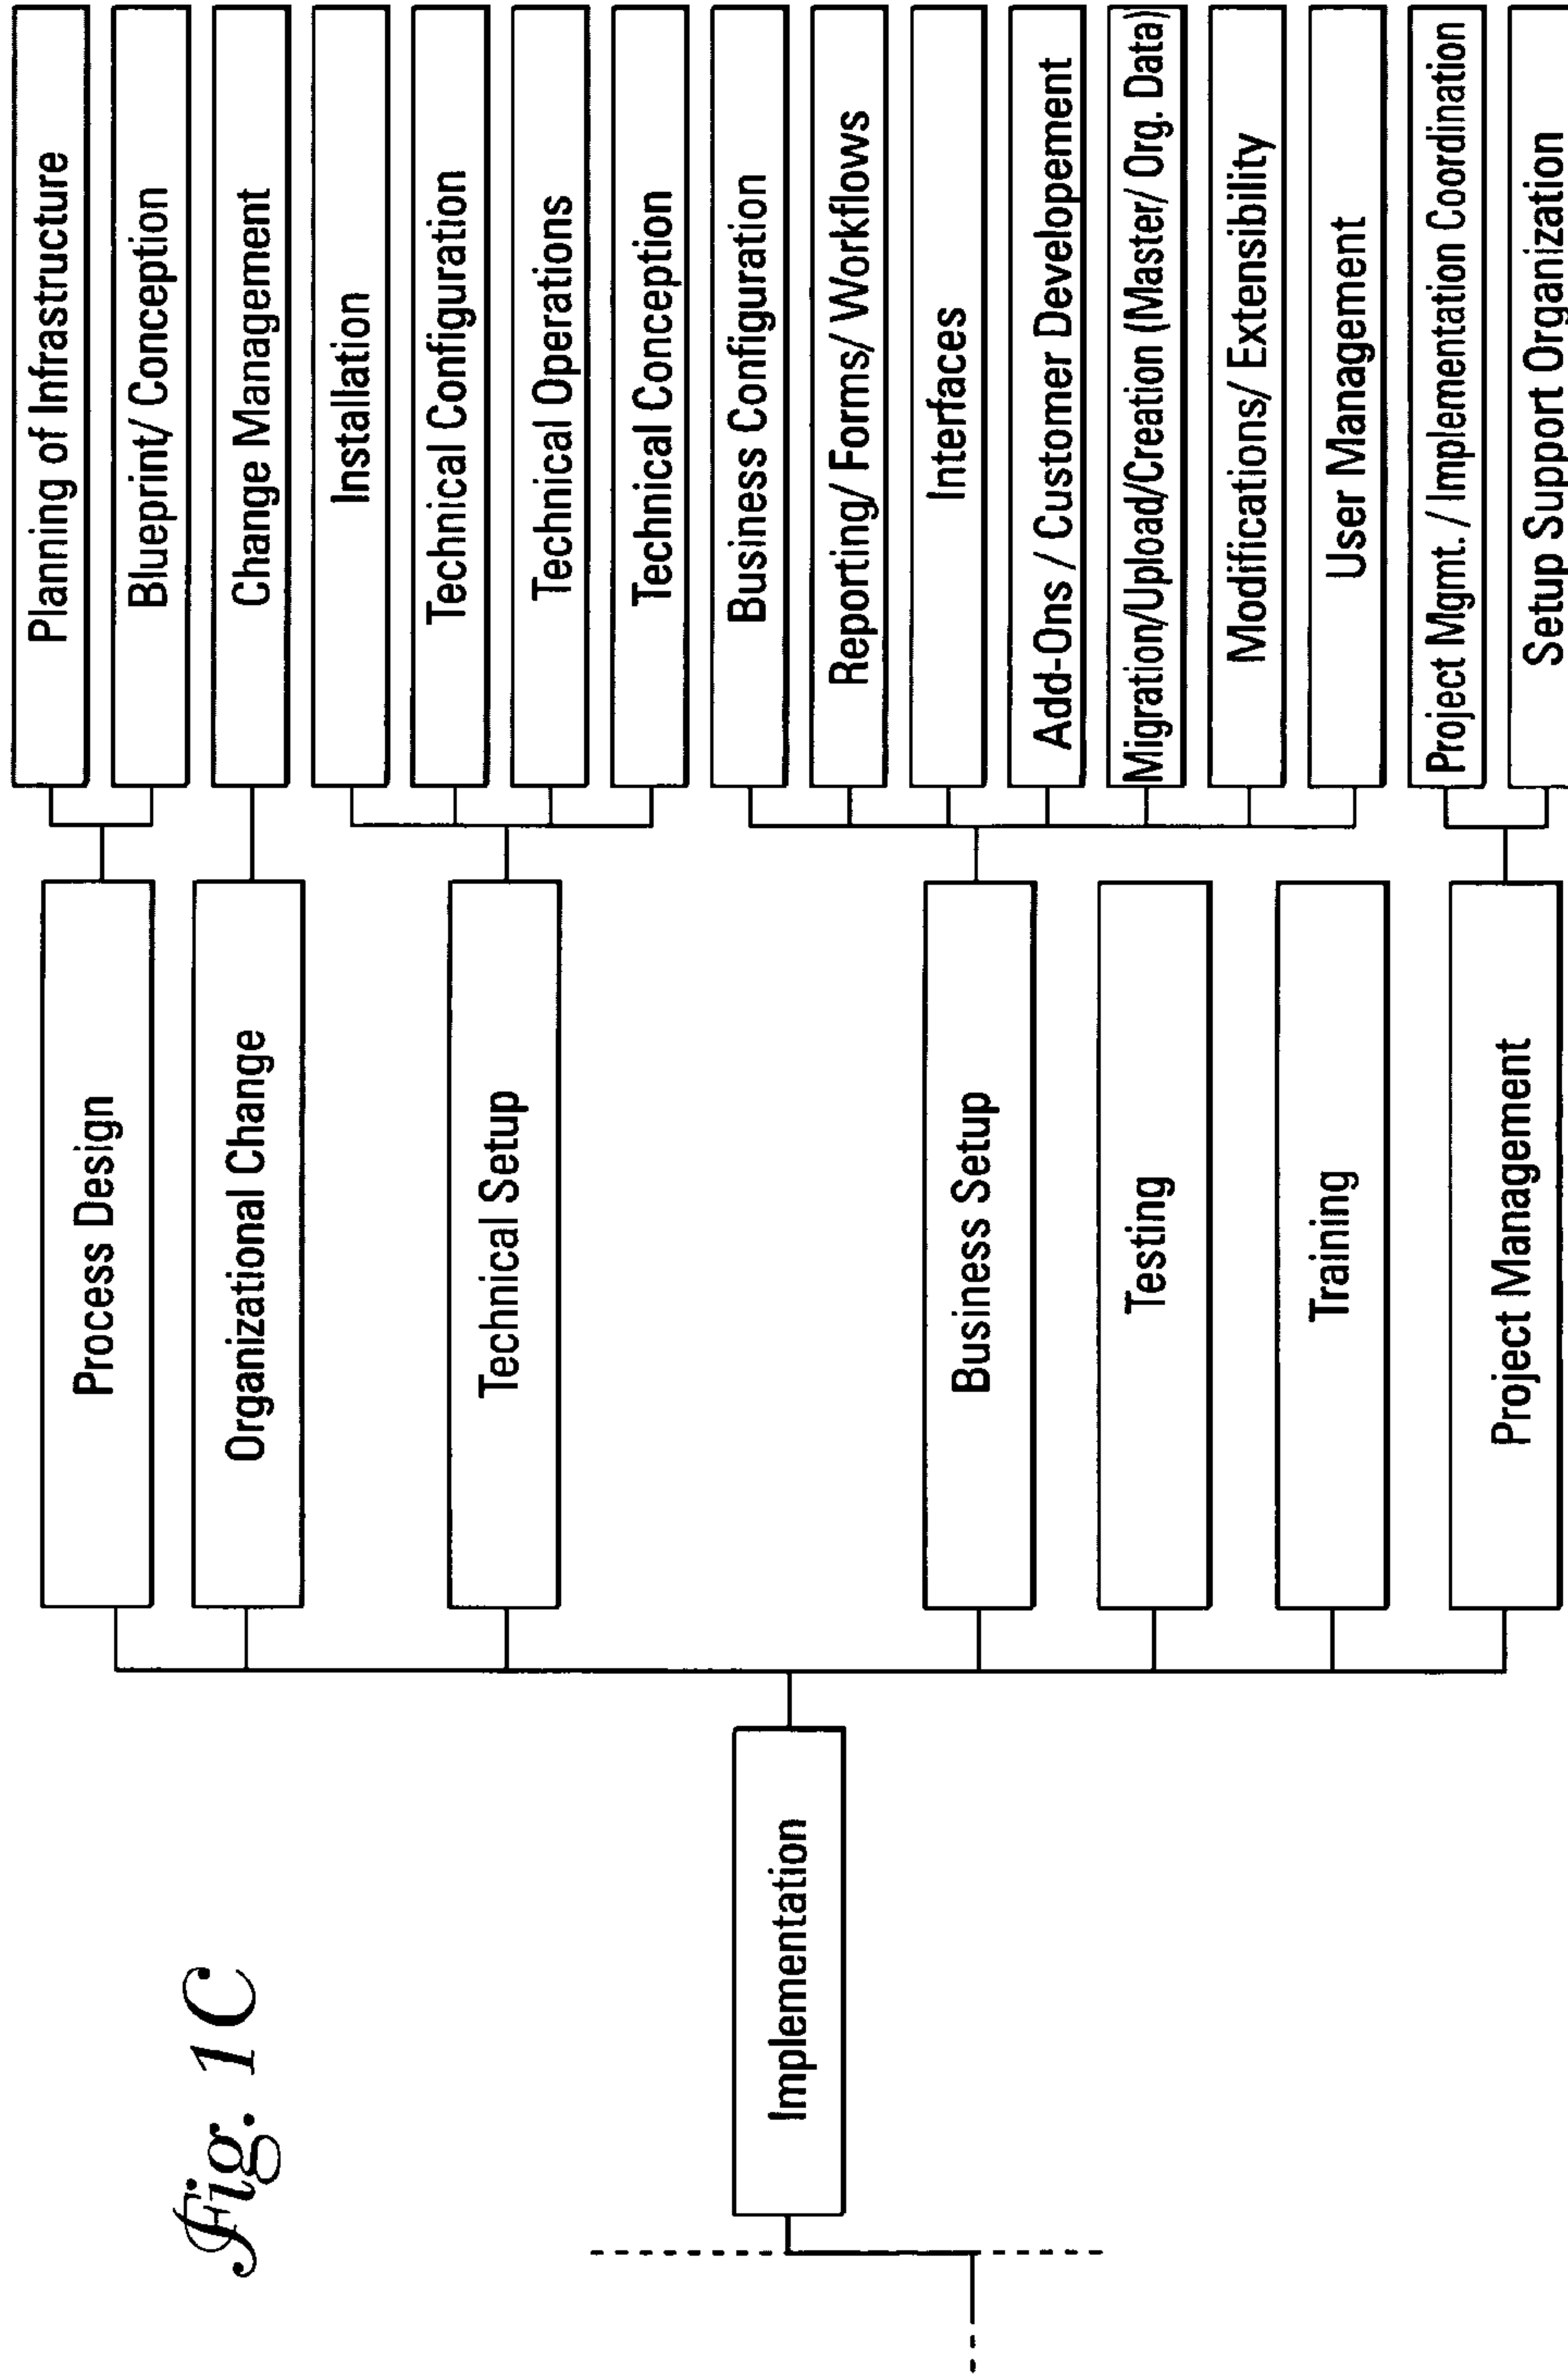 Fig. 1C
Implementation
Process Design
Organizational Change
Technical Setup
Business Setup
Testing
Training
Project Management
Planning of Infrastructure
Blueprint/ Conception
Change Management
Installation
Technical Configuration
Technical Operations
Technical Conception
Business Configuration
Reporting/ Forms/ Workflows
Interfaces
Add-Ons / Customer Developement
Migration/Upload/Creation (Master/ Org. Data)
Modifications/ Extensibility
User Management
Project Mgmt. / Implementation Coordination
Setup Support Organization